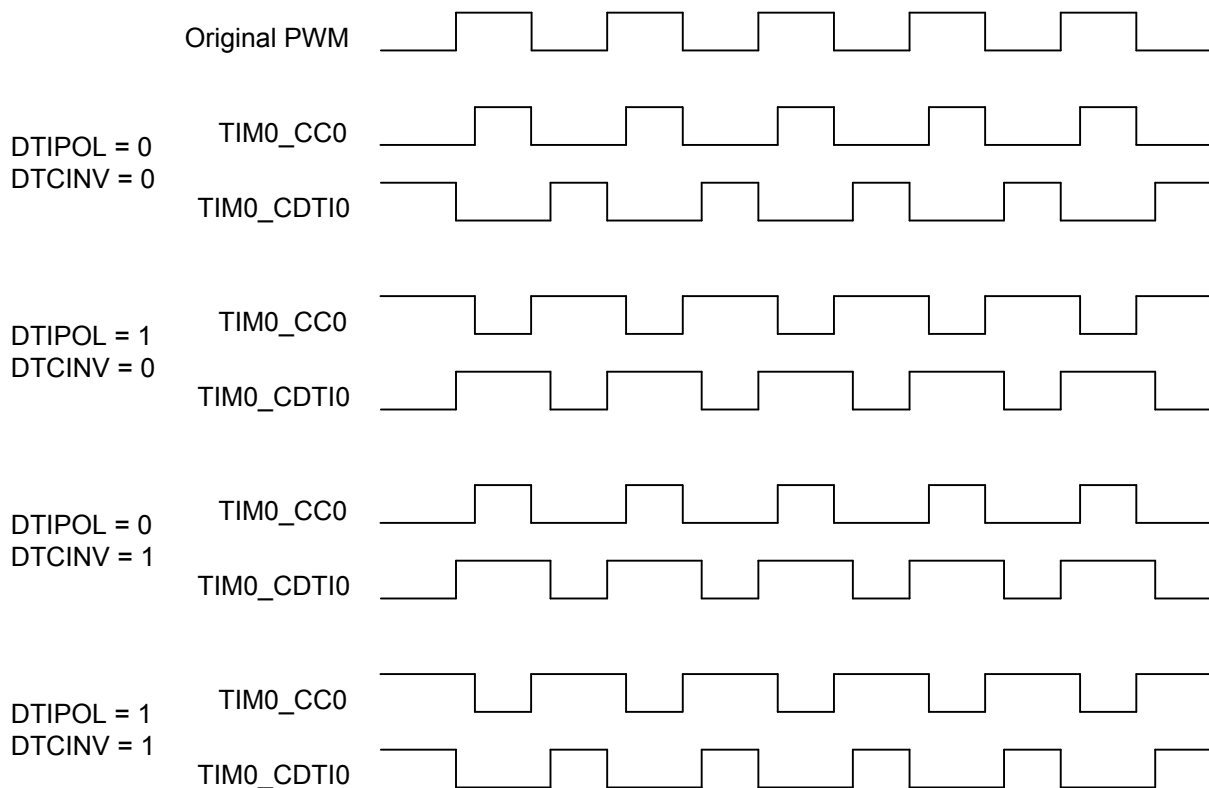 Original PWM
DTIPOL = 0
DTCINV = 0
TIM0_CC0
TIM0_CDTI0
DTIPOL = 1
DTCINV = 0
TIM0_CC0
TIM0_CDTI0
DTIPOL = 0
DTCINV = 1
TIM0_CC0
TIM0_CDTI0
DTIPOL = 1
DTCINV = 1
TIM0_CC0
TIM0_CDTI0